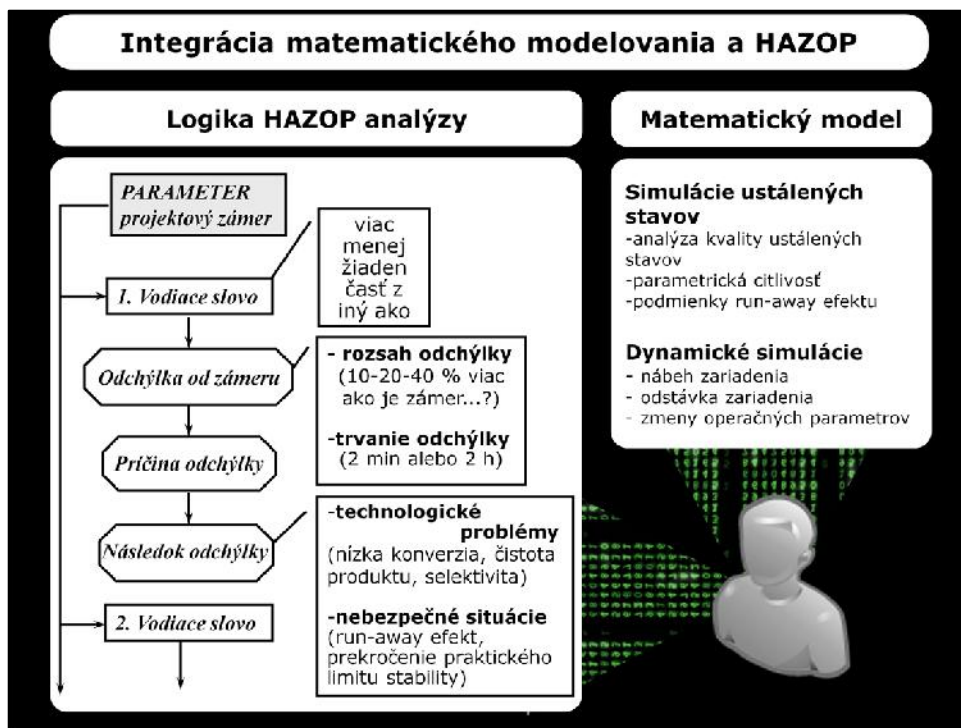 Integrácia matematického modelovania a HAZOP
Logika HAZOP analýzy
PARAMETER
projektový zámer
viac
menej
žiaden
časť z
iný ako
1. Vodiace slovo
Odchýlka od zámeru
- rozsah odchýlky
(10-20-40 % viac
ako je zámer...?)
-trvanie odchýlky
(2 min alebo 2 h)
Príčina odchýlky
Následok odchýlky
-technologické
problémy
(nízka konverzia, čistota
produktu, selektivita)
-nebezpečné situácie
(run-away efekt,
prekročenie praktického
limitu stability)
2. Vodiace slovo
Matematický model
Simulácie ustálených
stavov
-analýza kvality ustálených
stavov
-parametrická citlivosť
-podmienky run-away efektu
Dynamické simulácie
- nábeh zariadenia
- odstávka zariadenia
- zmeny operačných parametrov